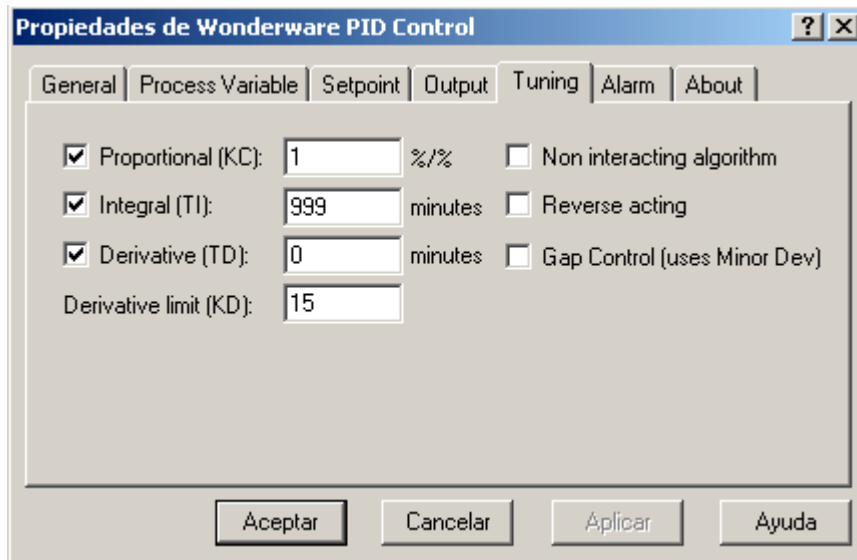 Propiedades de Wonderware PID Control
General Process Variable Setpoint Output Tuning Alarm About
Proportional (KC): 1 %/% Non interacting algorithm
Integral (TI): 999 minutes Reverse acting
Derivative (TD): 0 minutes Gap Control (uses Minor Dev)
Derivative limit (KD): 15
Aceptar Cancelar Aplicar Ayuda